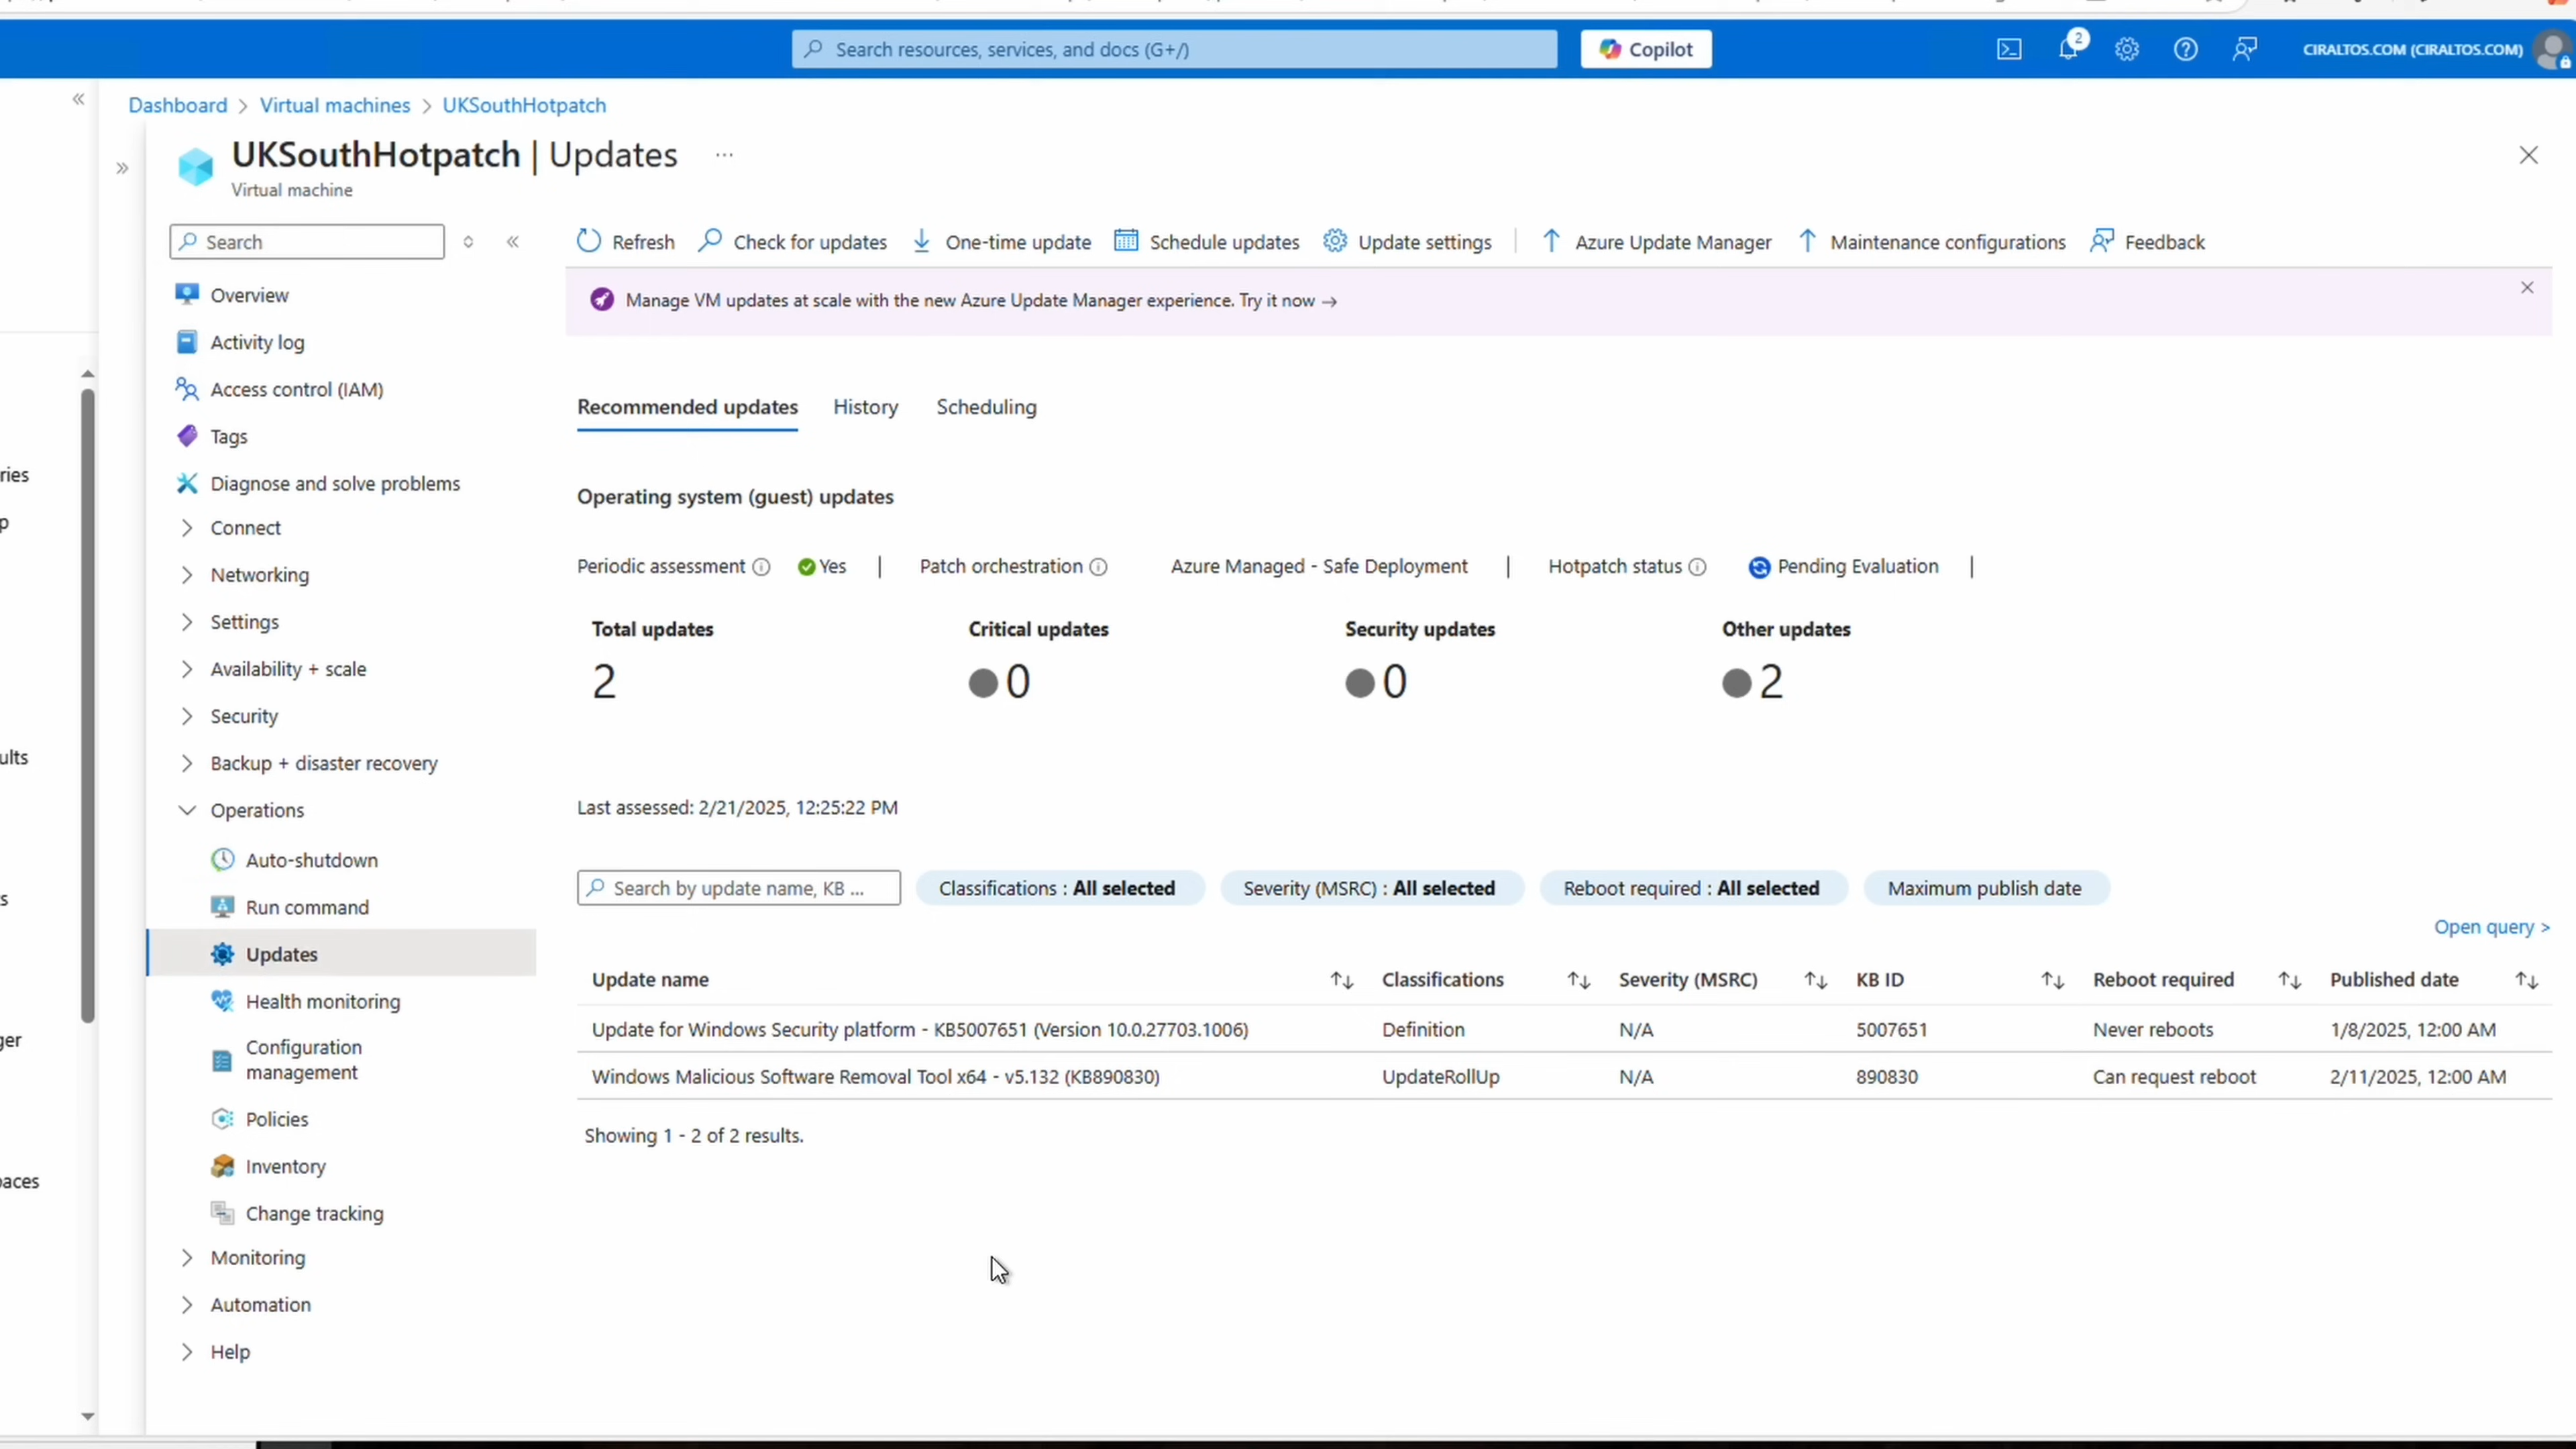 Search resources, services, and docs (G+/)
Copilot
2
CIRALTOS.COM (CIRALTOS.COM)
Dashboard > Virtual machines > UKSouthHotpatch
UKSouthHotpatch | Updates ...
Virtual machine
Search
Refresh
Check for updates
One-time update
Schedule updates
Update settings
Azure Update Manager
Maintenance configurations
Feedback
Manage VM updates at scale with the new Azure Update Manager experience. Try it now →
Overview
Activity log
Access control (IAM)
Tags
Diagnose and solve problems
Connect
Networking
Settings
Availability + scale
Security
Backup + disaster recovery
Operations
Auto-shutdown
Run command
Updates
Health monitoring
Configuration
management
Policies
Inventory
Change tracking
Monitoring
Automation
Help
ries
p
ults
s
ger
paces
Recommended updates
History
Scheduling
Operating system (guest) updates
Periodic assessment Yes | Patch orchestration Azure Managed - Safe Deployment | Hotpatch status Pending Evaluation |
Total updates
2
Critical updates
0
Security updates
0
Other updates
2
Last assessed: 2/21/2025, 12:25:22 PM
Search by update name, KB ...
Classifications : All selected
Severity (MSRC) : All selected
Reboot required : All selected
Maximum publish date
Open query >
Update name Classifications Severity (MSRC) KB ID Reboot required Published date
Update for Windows Security platform - KB5007651 (Version 10.0.27703.1006) Definition N/A 5007651 Never reboots 1/8/2025, 12:00 AM
Windows Malicious Software Removal Tool x64 - v5.132 (KB890830) UpdateRollUp N/A 890830 Can request reboot 2/11/2025, 12:00 AM
Showing 1 - 2 of 2 results.